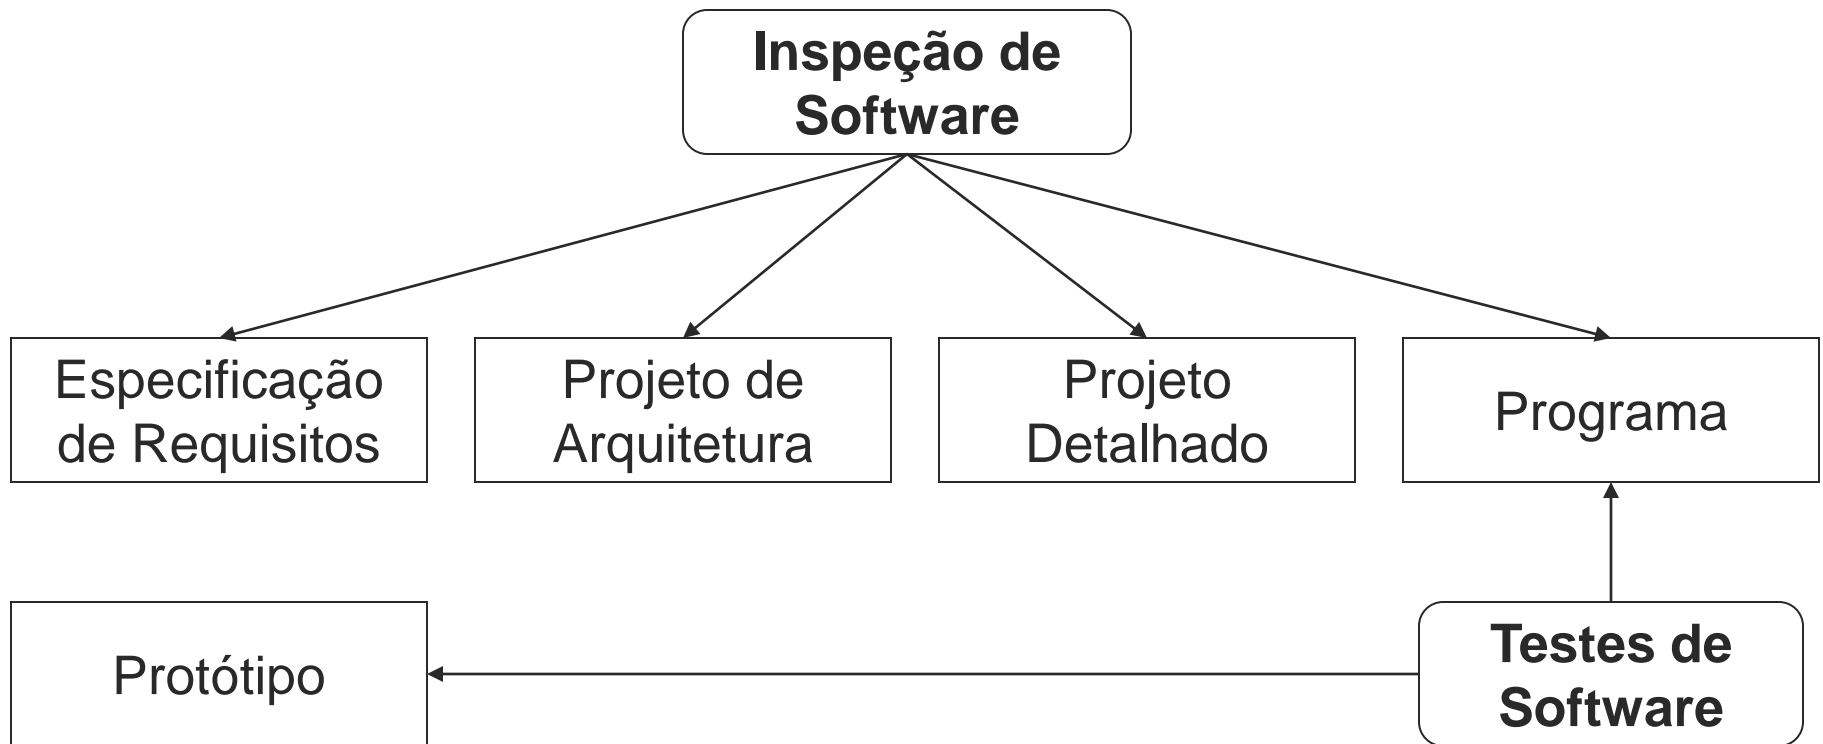 Inspeção de
Software
Especificação
de Requisitos
Projeto de
Arquitetura
Projeto
Detalhado
Programa
Protótipo
Testes de
Software